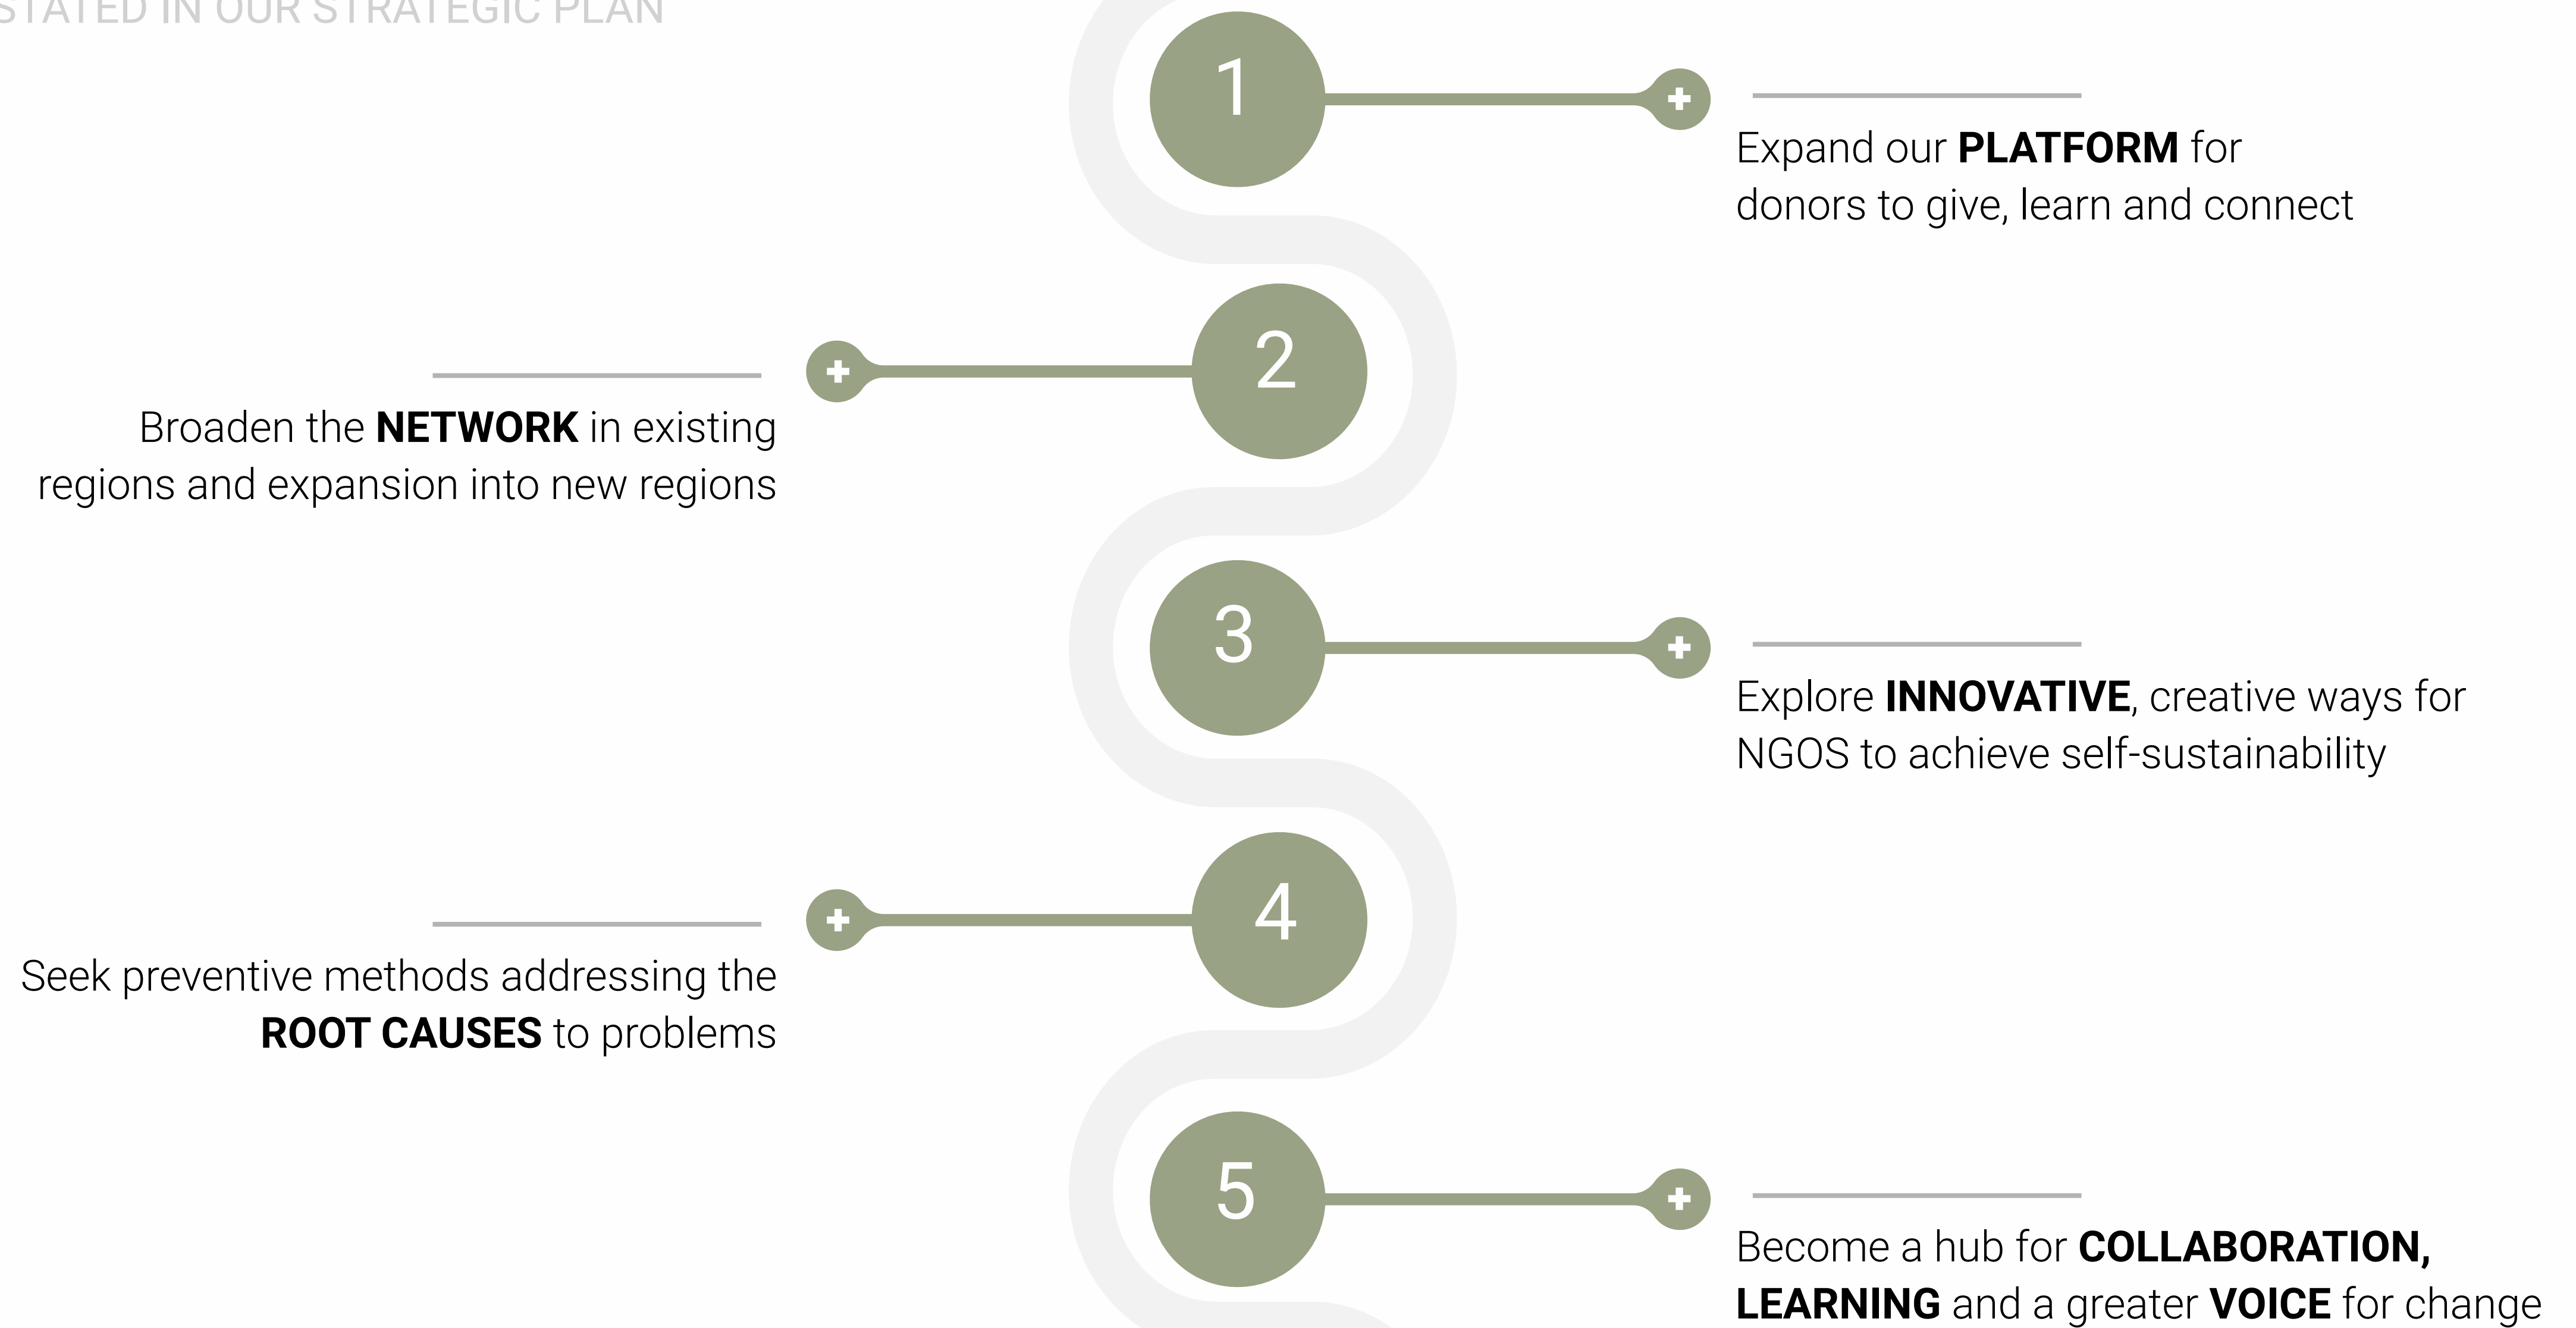 STATED IN OUR STRATEGIC PLAN
1
Expand our PLATFORM for
donors to give, learn and connect
2
Broaden the NETWORK in existing
regions and expansion into new regions
3
Explore INNOVATIVE, creative ways for
NGOS to achieve self-sustainability
4
Seek preventive methods addressing the
ROOT CAUSES to problems
5
Become a hub for COLLABORATION,
LEARNING and a greater VOICE for change